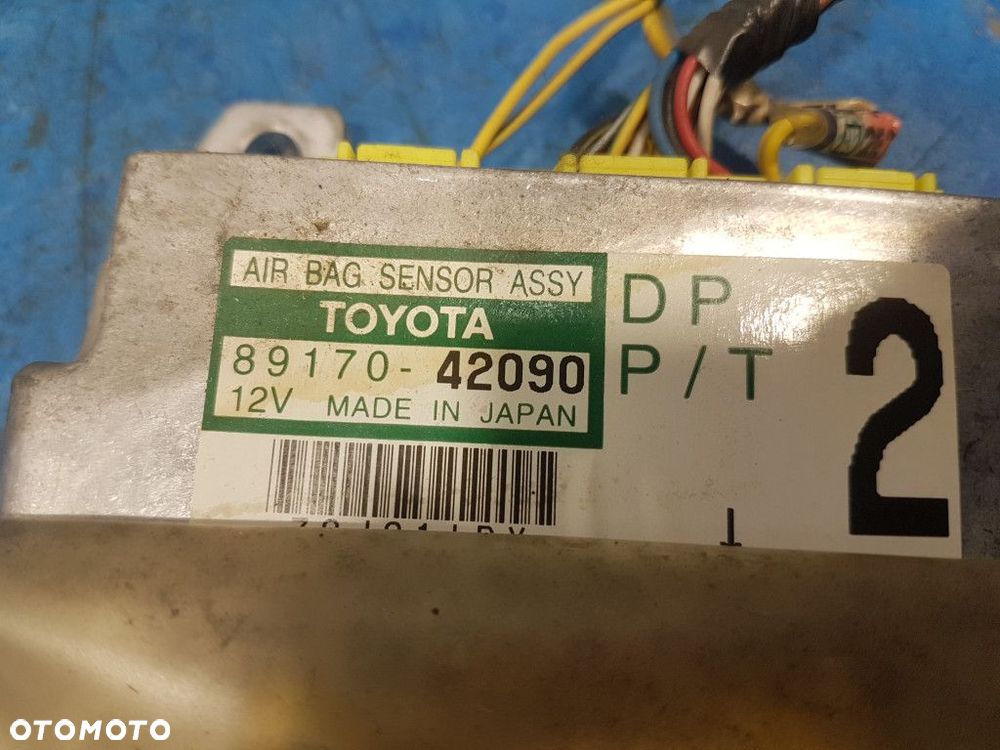 AIR BAG SENSOR ASSY
TOYOTA
89170-42090
12V MADE IN JAPAN
DP
P/T
2
OTOMOTO